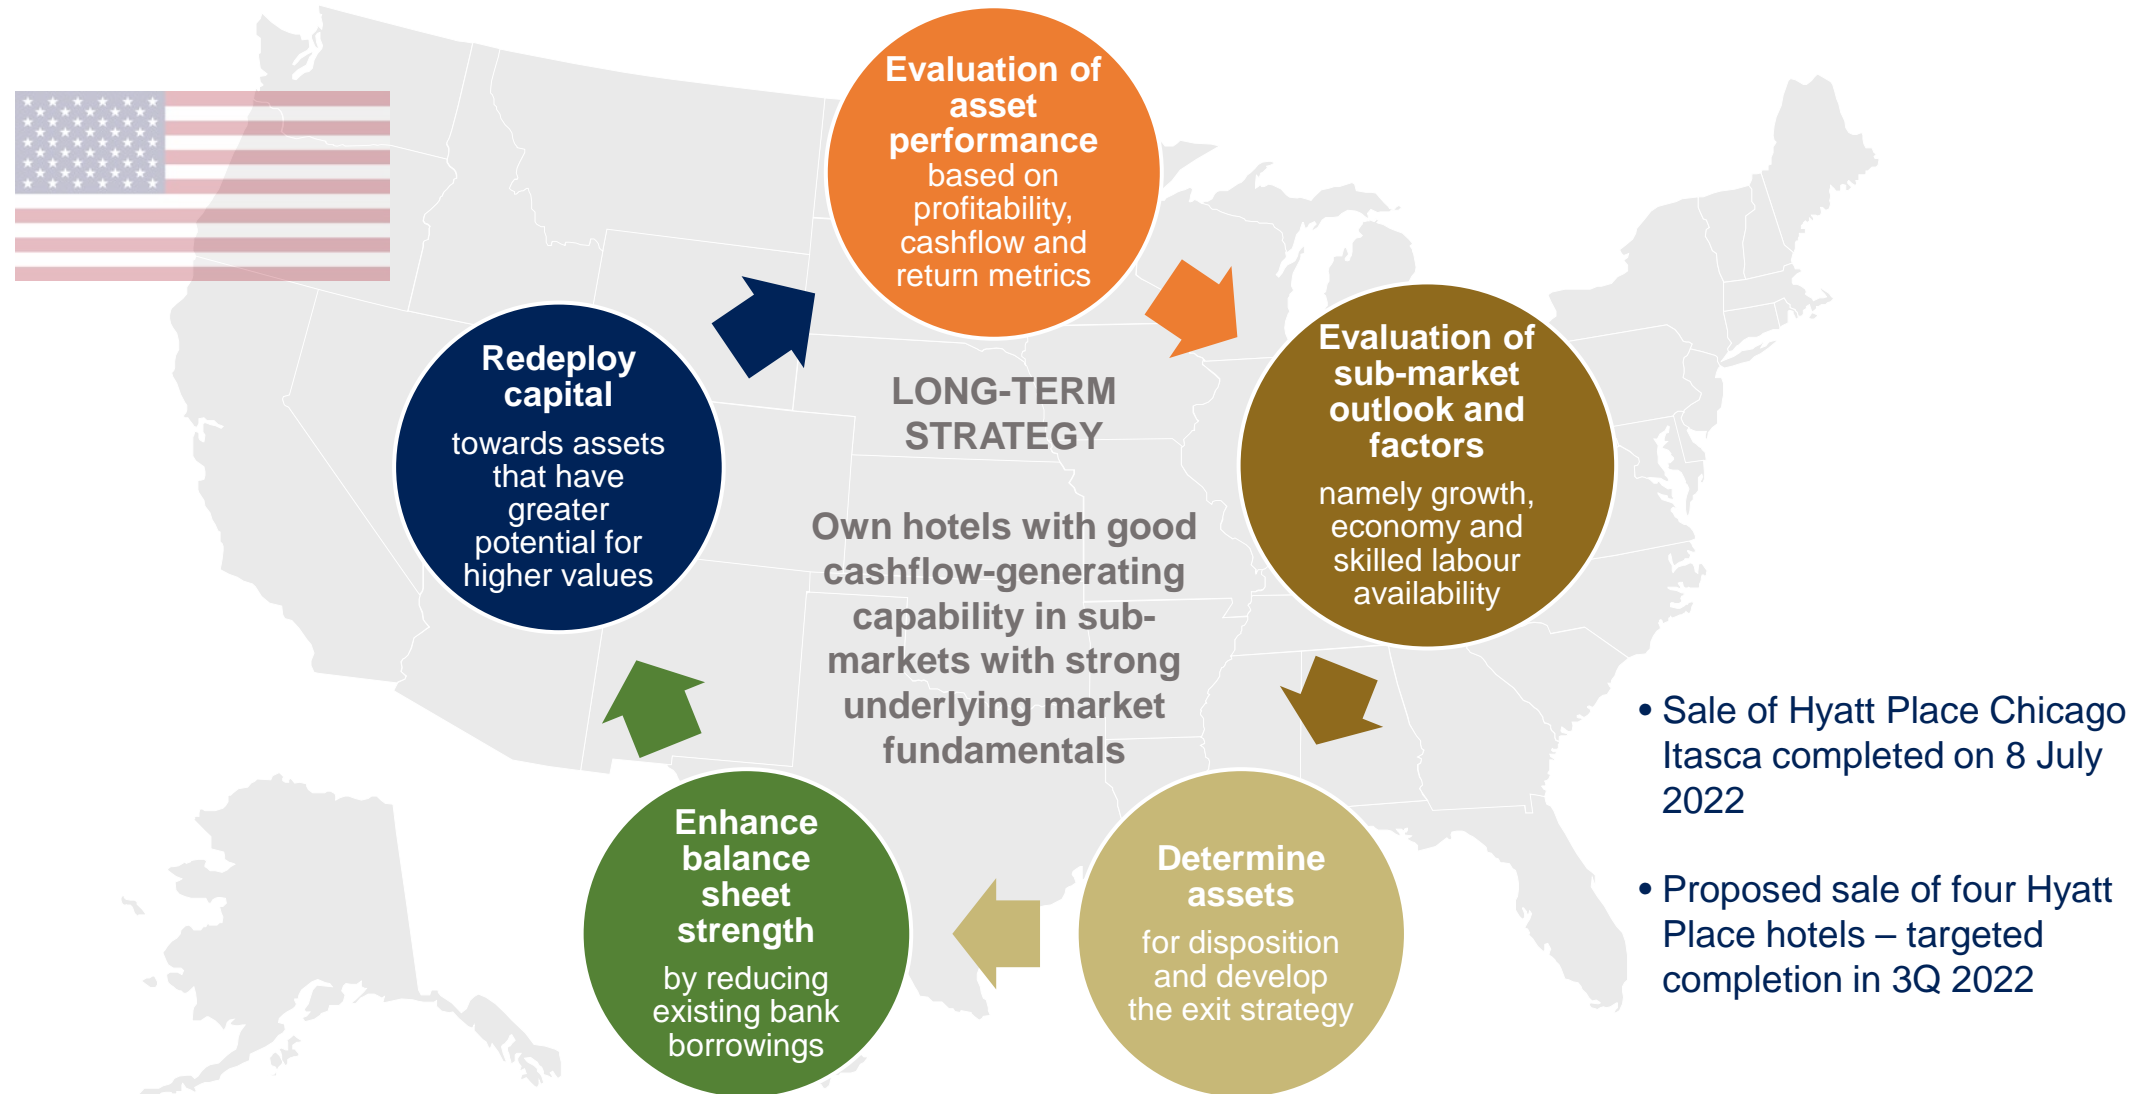 Evaluation of
asset
performance
based on
profitability,
cashflow and
return metrics
Evaluation of
sub-market
outlook and
factors
namely growth,
economy and
skilled labour
availability
Determine
assets
for disposition
and develop
the exit strategy
Enhance
balance
sheet
strength
by reducing
existing bank
borrowings
Redeploy
capital
towards assets
that have
greater
potential for
higher values
LONG-TERM
STRATEGY
Own hotels with good
cashflow-generating
capability in sub-
markets with strong
underlying market
fundamentals
• Sale of Hyatt Place Chicago
Itasca completed on 8 July
2022
• Proposed sale of four Hyatt
Place hotels – targeted
completion in 3Q 2022